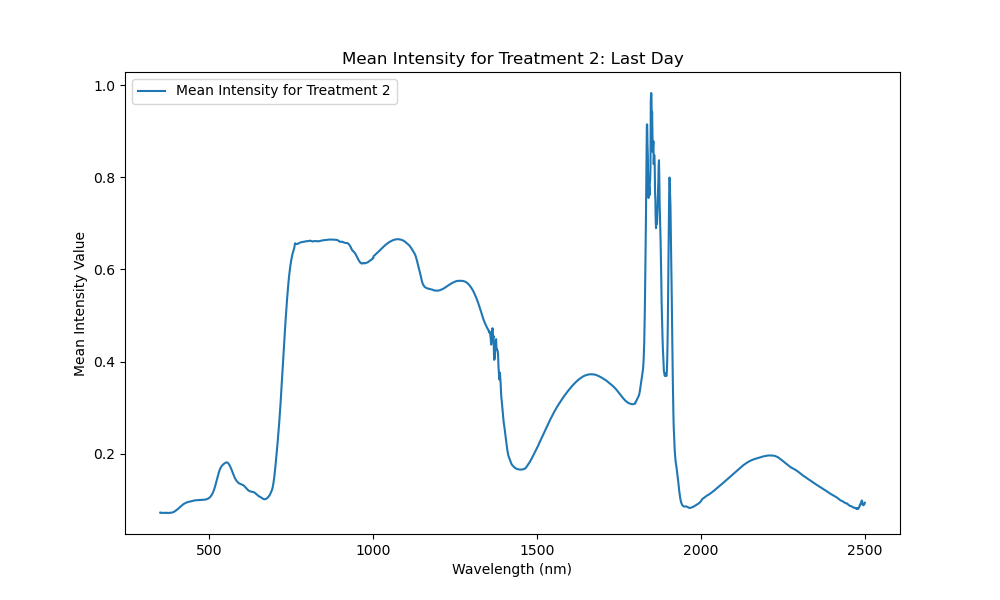 Mean Intensity for Treatment 2: Last Day
Mean Intensity for Treatment 2
1.0
0.8
0.6
0.4
0.2
Mean Intensity Value
500 1000 1500 2000 2500
Wavelength (nm)